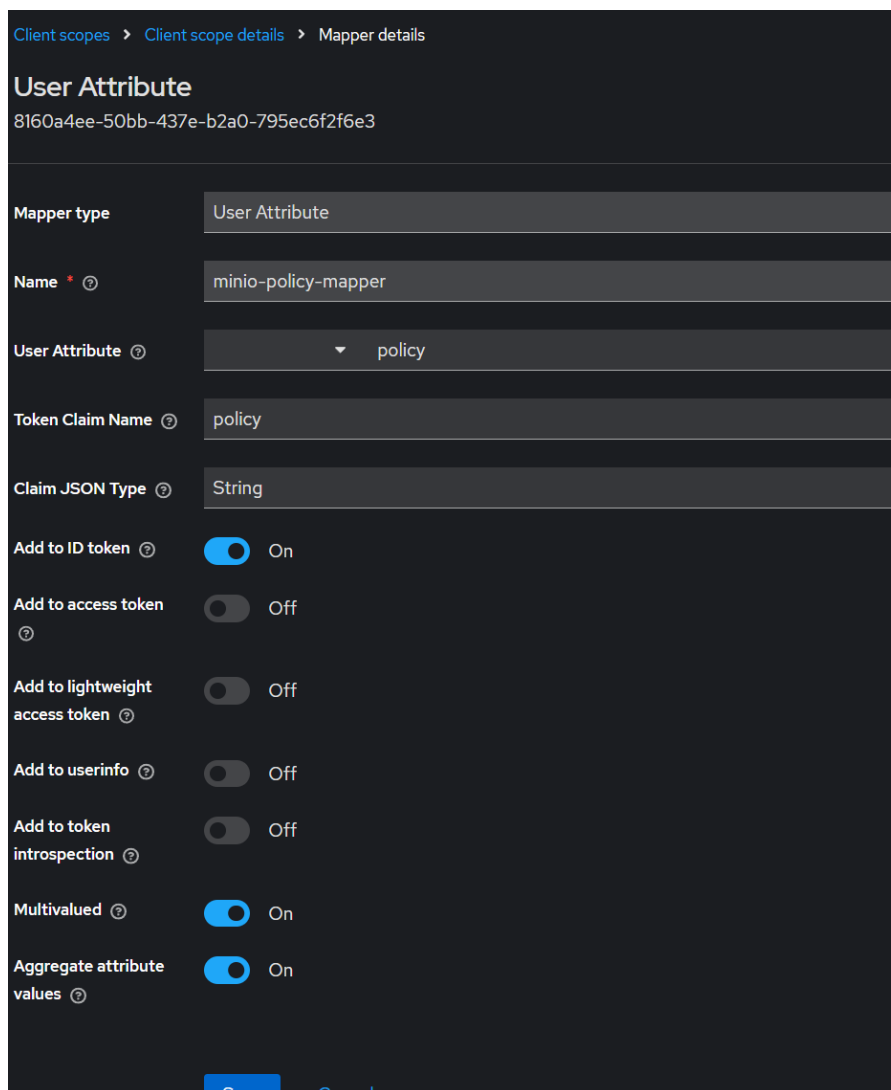 Client scopes > Client scope details > Mapper details
User Attribute
8160a4ee-50bb-437e-b2a0-795ec6f2f6e3
Mapper type User Attribute
Name * minio-policy-mapper
User Attribute policy
Token Claim Name policy
Claim JSON Type String
Add to ID token On
Add to access token Off
Add to lightweight access token Off
Add to userinfo Off
Add to token introspection Off
Multivalued On
Aggregate attribute values On